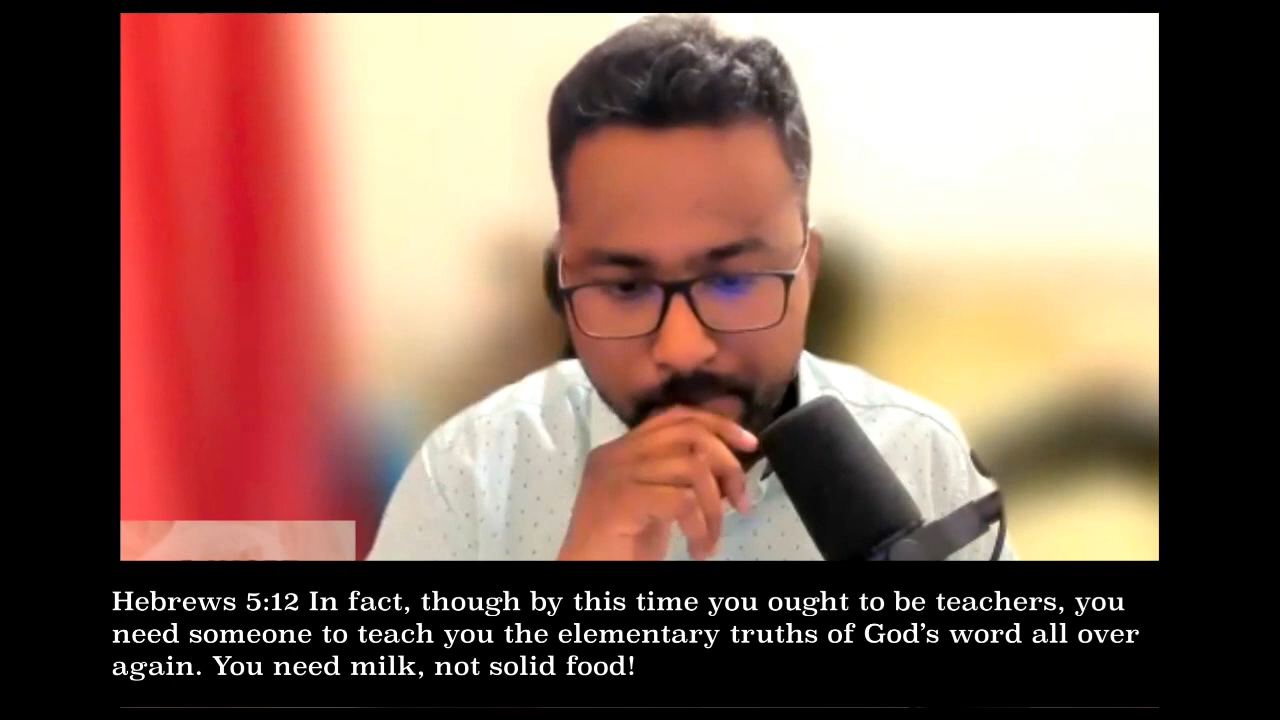 Hebrews 5:12 In fact, though by this time you ought to be teachers, you
need someone to teach you the elementary truths of God’s word all over
again. You need milk, not solid food!